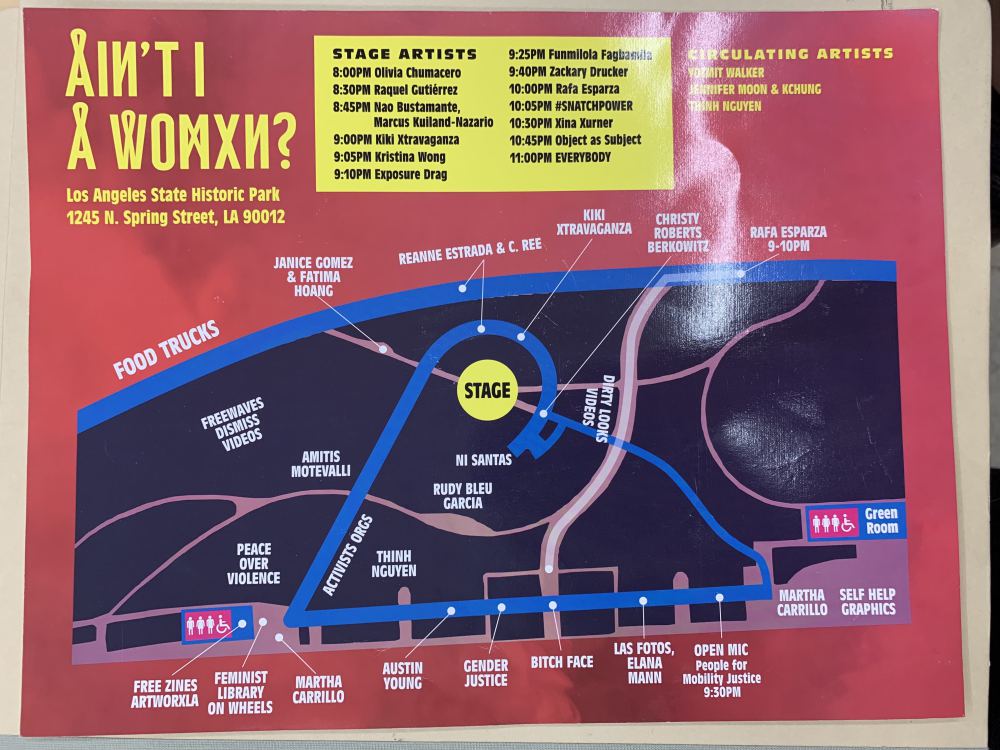 AIN'T I
A WOMXN?
Los Angeles State Historic Park
1245 N. Spring Street, LA 90012
STAGE ARTISTS
8:00PM Olivia Chumacero
8:30PM Raquel Gutiérrez
8:45PM Nao Bustamante,
Marcus Kuiland-Nazario
9:00PM Kiki Xtravaganza
9:05PM Kristina Wong
9:10PM Exposure Drag
9:25PM Funmilola Fagbamila
9:40PM Zackary Drucker
10:00PM Rafa Esparza
10:05PM #SNATCHPOWER
10:30PM Xina Xurner
10:45PM Object as Subject
11:00PM EVERYBODY
CIRCULATING ARTISTS
YOZMIT WALKER
JENNIFER MOON & KCHUNG
THINH NGUYEN
JANICE GOMEZ
& FATIMA
HOANG
REANNE ESTRADA & C. REE
KIKI
XTRAVAGANZA
CHRISTY
ROBERTS
BERKOWITZ
RAFA ESPARZA
9-10PM
FOOD TRUCKS
STAGE
FREEWAVES
DISMISS
VIDEOS
DIRTY LOOKS
VIDEOS
AMITIS
MOTEVALLI
NI SANTAS
RUDY BLEU
GARCIA
ACTIVISTS ORGS
THINH
NGUYEN
PEACE
OVER
VIOLENCE
Green
Room
MARTHA
CARRILLO
SELF HELP
GRAPHICS
FREE ZINES
ARTWORXLA
FEMINIST
LIBRARY
ON WHEELS
MARTHA
CARRILLO
AUSTIN
YOUNG
GENDER
JUSTICE
BITCH FACE
LAS FOTOS,
ELANA
MANN
OPEN MIC
People for
Mobility Justice
9:30PM